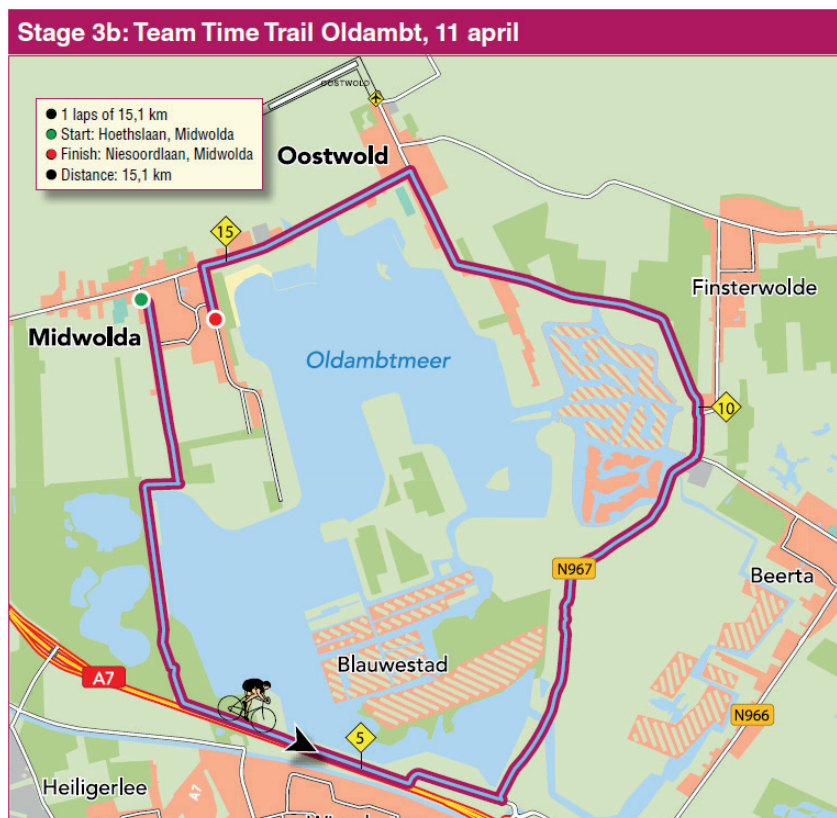 Stage 3b: Team Time Trail Oldambt, 11 april
● 1 laps of 15,1 km
● Start: Hoethslaan, Midwolda
● Finish: Niesoordlaan, Midwolda
● Distance: 15,1 km
OOSTWOLD
Oostwold
15
Finsterwolde
Midwolda
Oldambtmeer
10
N967
Beerta
Blauwestad
A7
N966
5
Heiligerlee
A7